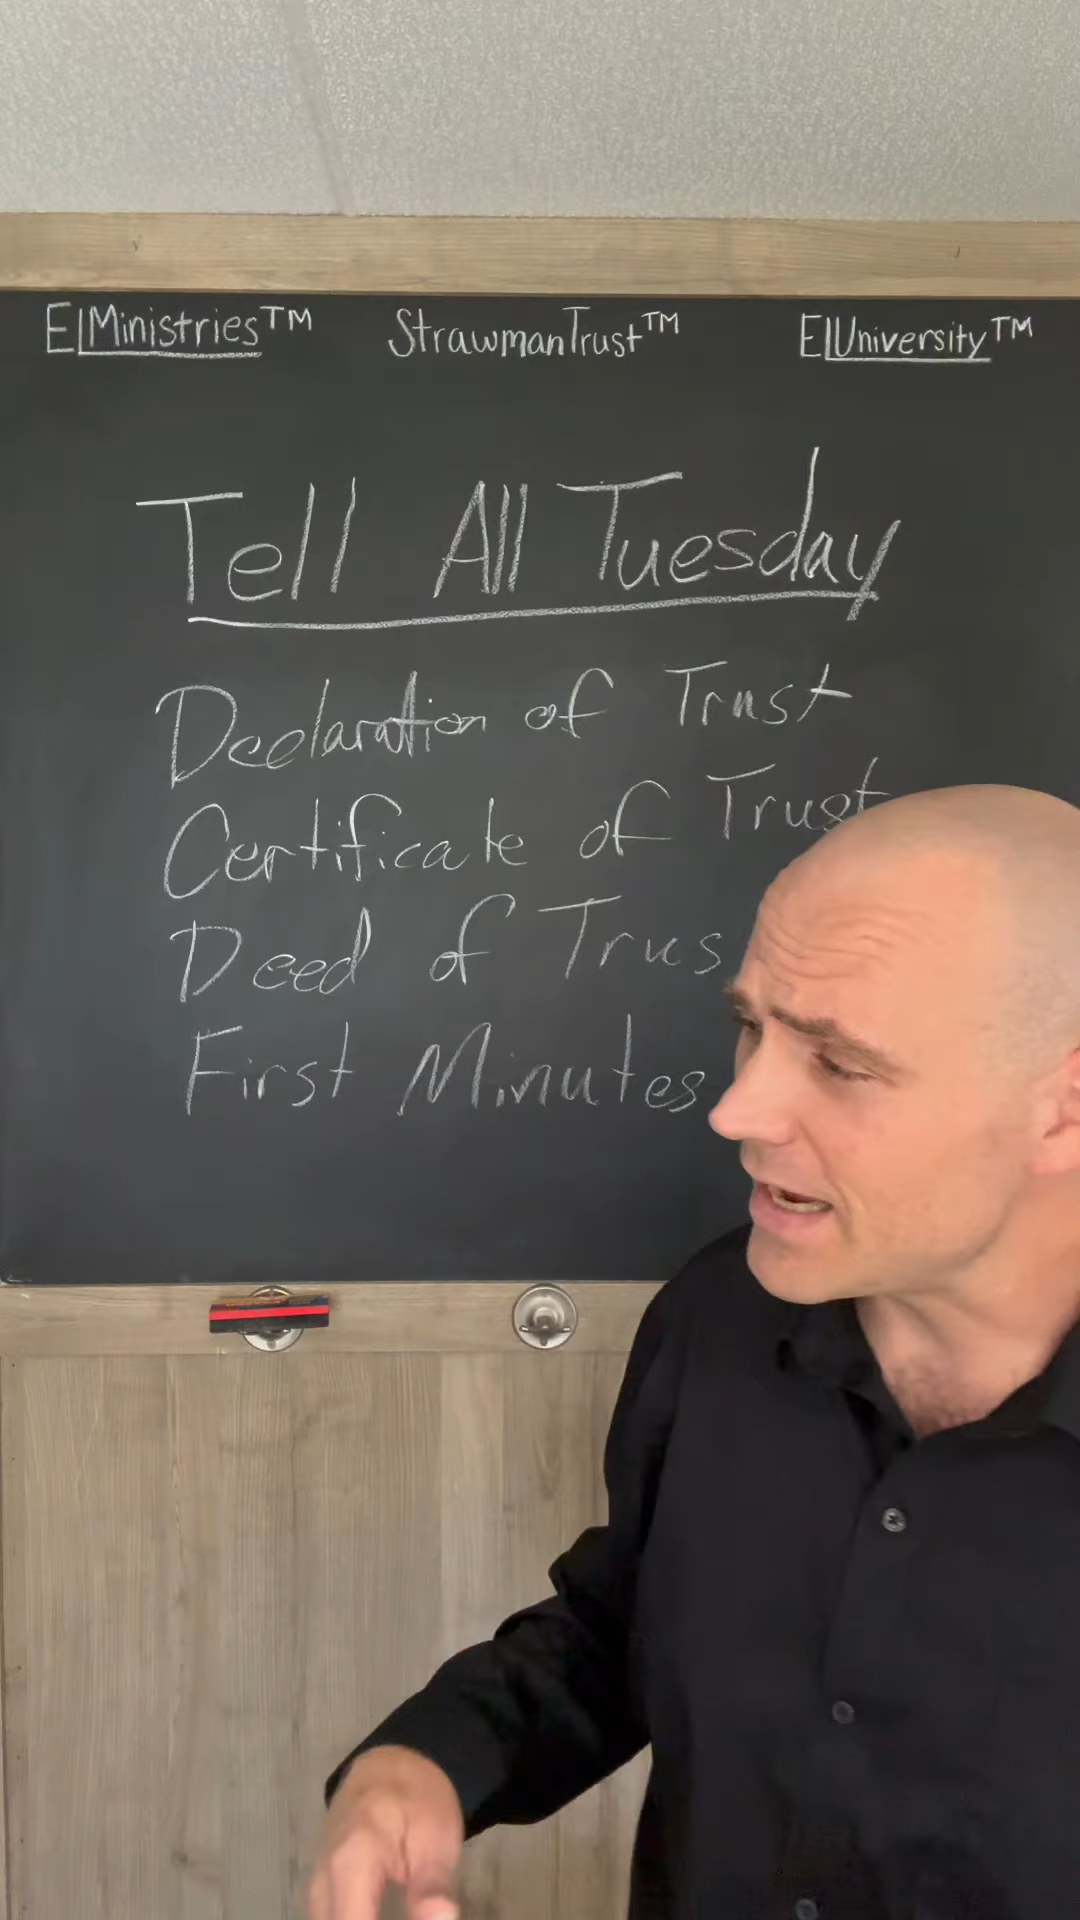 ELMinistries™ StrawmanTrust™ ELUniversity™
Tell All Tuesday
Declaration of Trust
Certificate of Trust
Deed of Trus
First Minutes